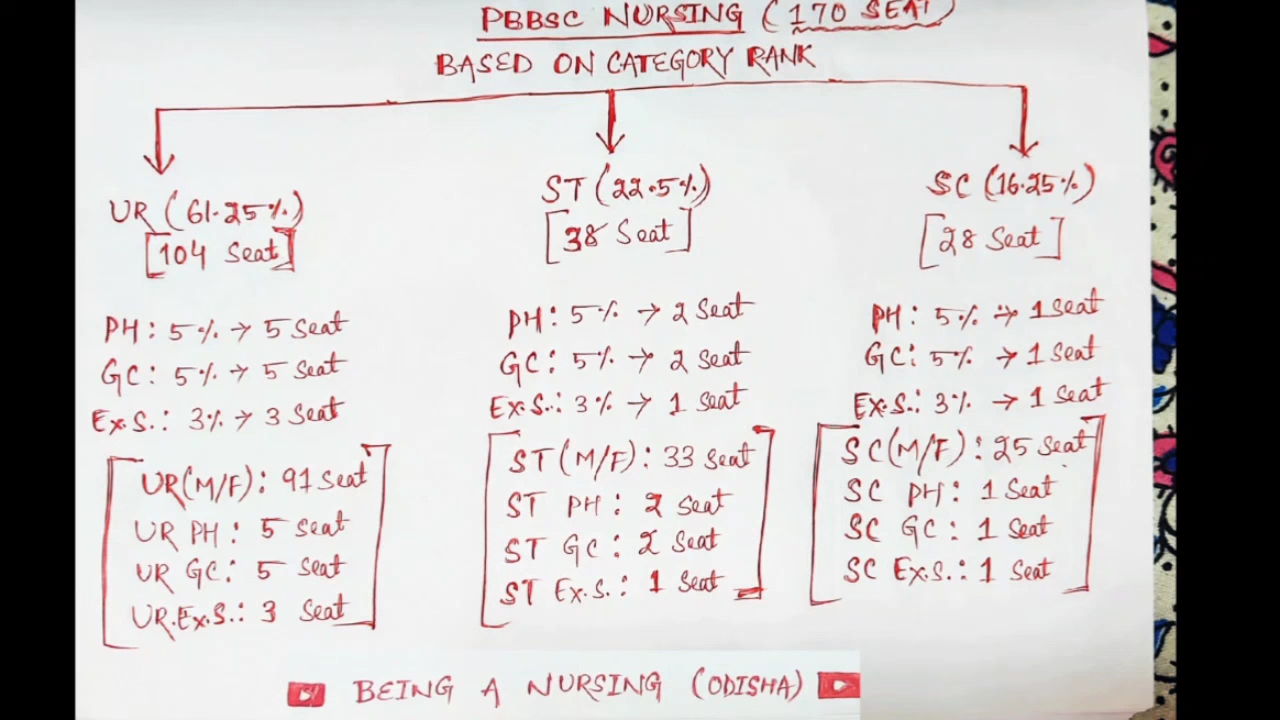 PBBSC NURSING (170 SEAT)
BASED ON CATEGORY RANK
UR (61.25%)
[104 Seat]
PH: 5% → 5 Seat
GC: 5% → 5 Seat
Ex.S.: 3% → 3 Seat
UR(M/F): 91 Seat
UR PH: 5 Seat
UR GC: 5 Seat
UR.Ex.S.: 3 Seat
ST (22.5%)
[38 Seat]
PH: 5% → 2 Seat
GC: 5% → 2 Seat
Ex.S.: 3% → 1 Seat
ST(M/F): 33 Seat
ST PH: 2 Seat
ST GC: 2 Seat
ST Ex.S.: 1 Seat
SC (16.25%)
[28 Seat]
PH: 5% → 1 Seat
GC: 5% → 1 Seat
Ex.S.: 3% → 1 Seat
SC(M/F): 25 Seat
SC PH: 1 Seat
SC GC: 1 Seat
SC Ex.S.: 1 Seat
BEING A NURSING (ODISHA)